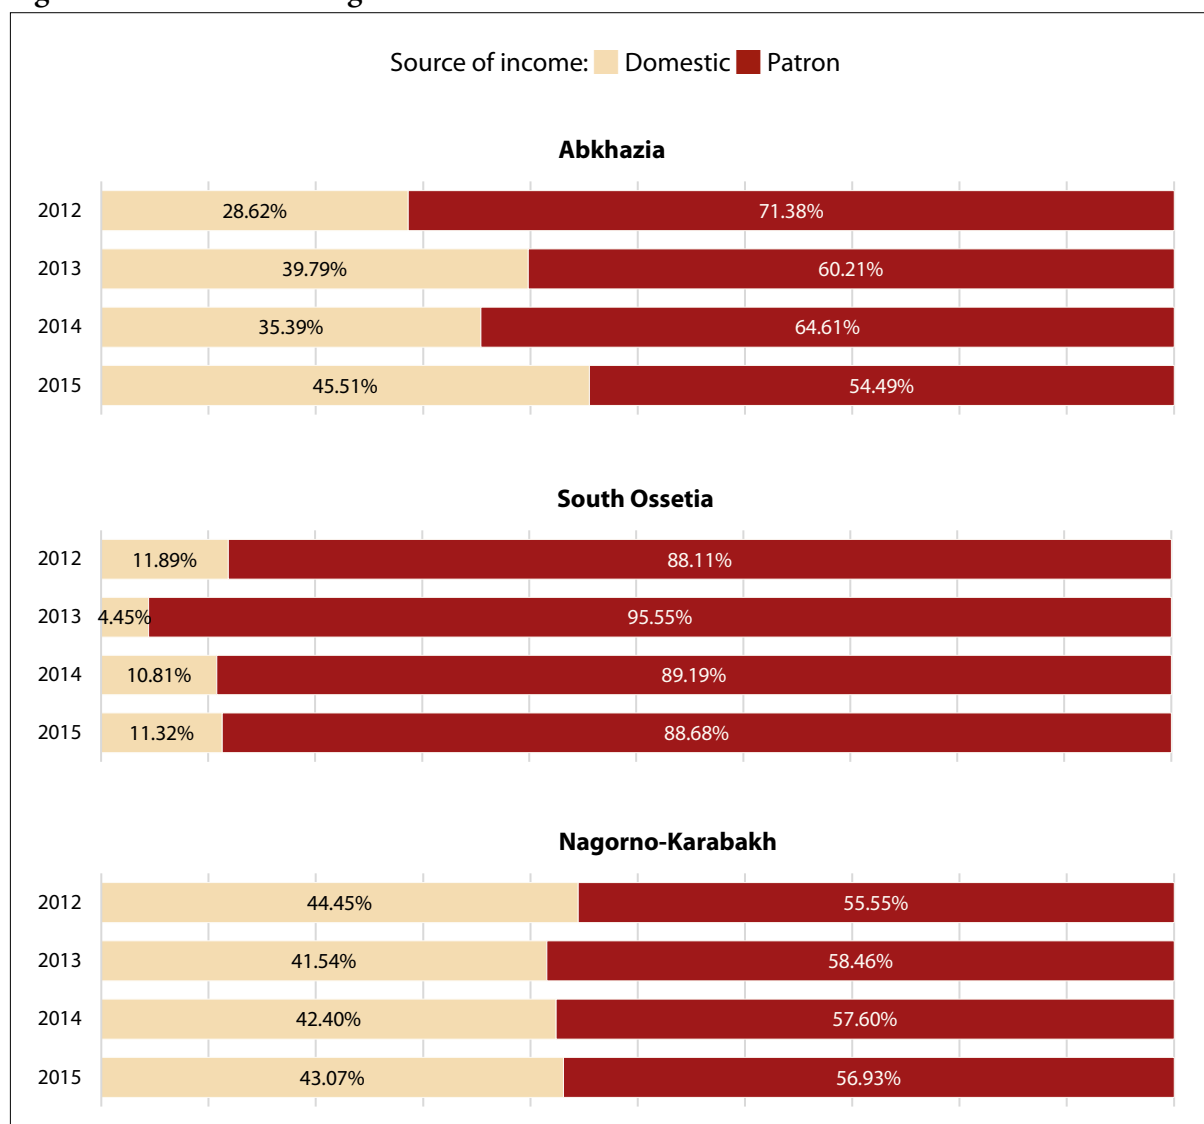 Source of income: Domestic Patron
Abkhazia
2012 28.62% 71.38%
2013 39.79% 60.21%
2014 35.39% 64.61%
2015 45.51% 54.49%
South Ossetia
2012 11.89% 88.11%
2013 4.45% 95.55%
2014 10.81% 89.19%
2015 11.32% 88.68%
Nagorno-Karabakh
2012 44.45% 55.55%
2013 41.54% 58.46%
2014 42.40% 57.60%
2015 43.07% 56.93%